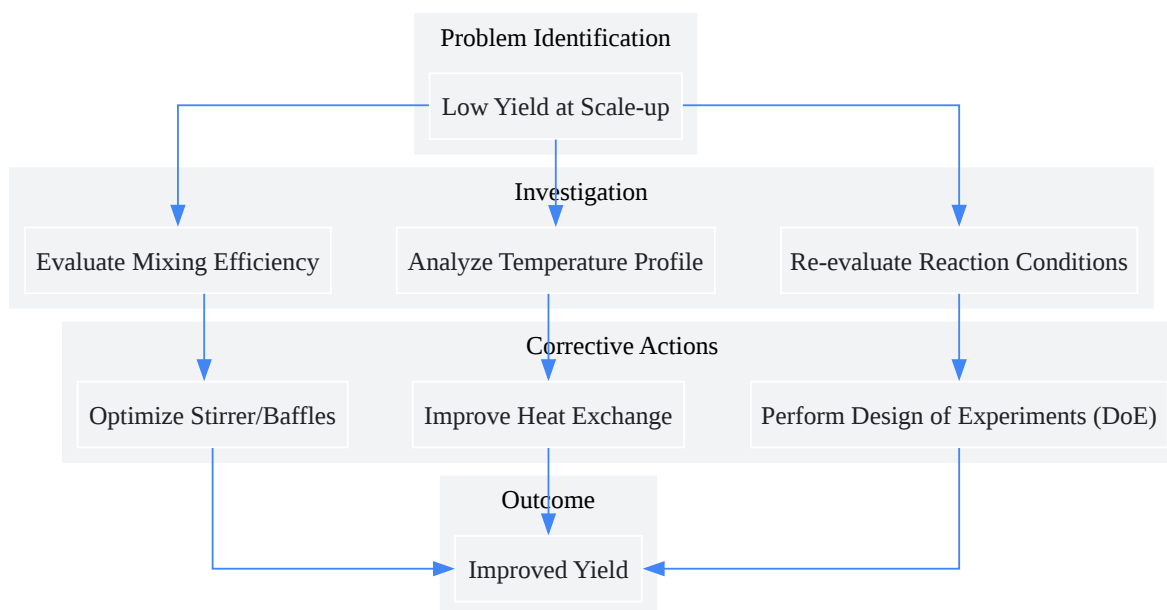 Problem Identification
Low Yield at Scale-up
Investigation
Evaluate Mixing Efficiency
Analyze Temperature Profile
Re-evaluate Reaction Conditions
Corrective Actions
Optimize Stirrer/Baffles
Improve Heat Exchange
Perform Design of Experiments (DoE)
Outcome
Improved Yield